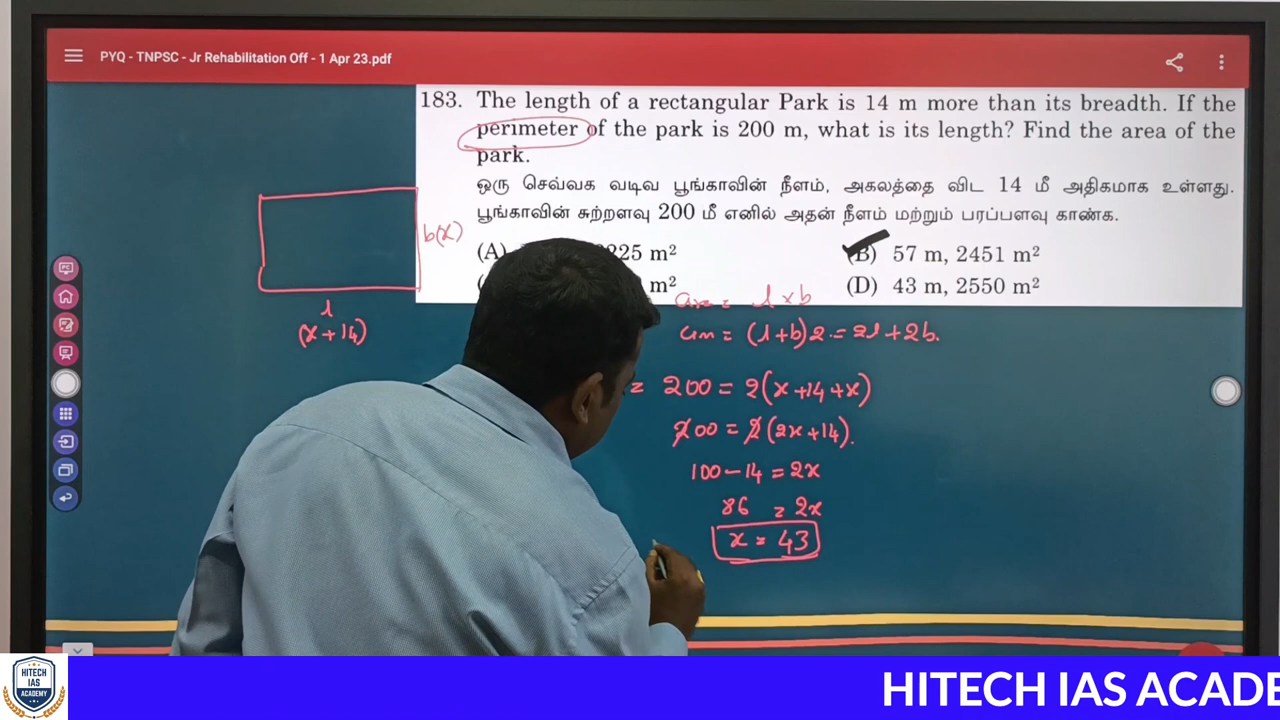 PYQ - TNPSC - Jr Rehabilitation Off - 1 Apr 23.pdf
183. The length of a rectangular Park is 14 m more than its breadth. If the
perimeter of the park is 200 m, what is its length? Find the area of the
park.
ஒரு செவ்வக வடிவ பூங்காவின் நீளம், அகலத்தை விட 14 மீ அதிகமாக உள்ளது.
பூங்காவின் சுற்றளவு 200 மீ எனில் அதன் நீளம் மற்றும் பரப்பளவு காண்க.
(A) 225 m²
(B) 57 m, 2451 m²
m²
(D) 43 m, 2550 m²
b(x)
l
(x+14)
= l × b
= (l+b)2 = 2l+2b.
= 200 = 2(x+14+x)
200 = 2(2x+14).
100-14 = 2x
86 = 2x
x = 43
HITECH
IAS
ACADEMY
HITECH IAS ACADE